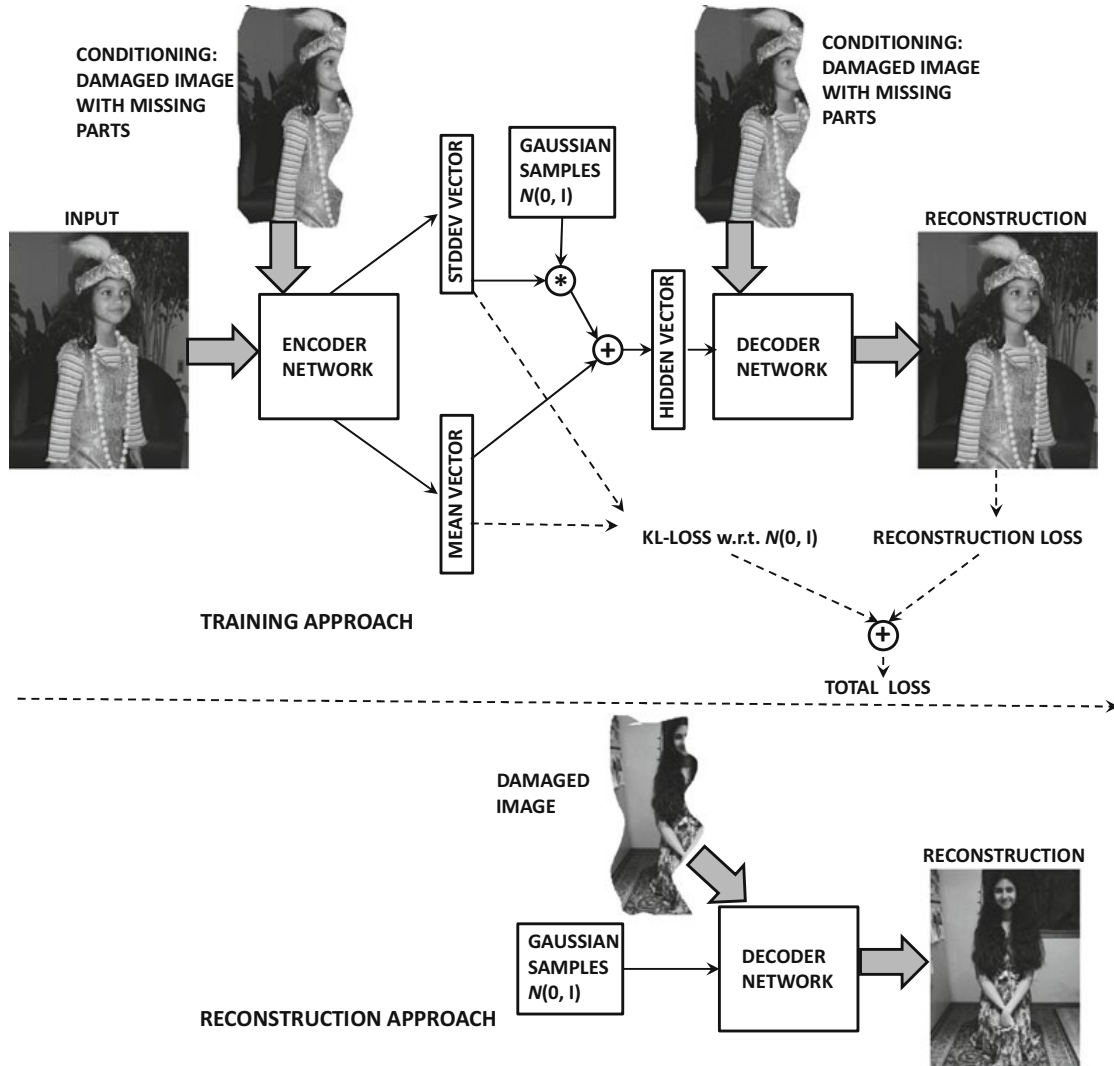 CONDITIONING:
DAMAGED IMAGE
WITH MISSING
PARTS
CONDITIONING:
DAMAGED IMAGE
WITH MISSING
PARTS
INPUT
STDDEV VECTOR
GAUSSIAN
SAMPLES
N(0, I)
RECONSTRUCTION
*
ENCODER
NETWORK
+
HIDDEN VECTOR
DECODER
NETWORK
MEAN VECTOR
KL-LOSS w.r.t. N(0, I)
RECONSTRUCTION LOSS
TRAINING APPROACH
+
TOTAL LOSS
DAMAGED
IMAGE
RECONSTRUCTION
GAUSSIAN
SAMPLES
N(0, I)
DECODER
NETWORK
RECONSTRUCTION APPROACH